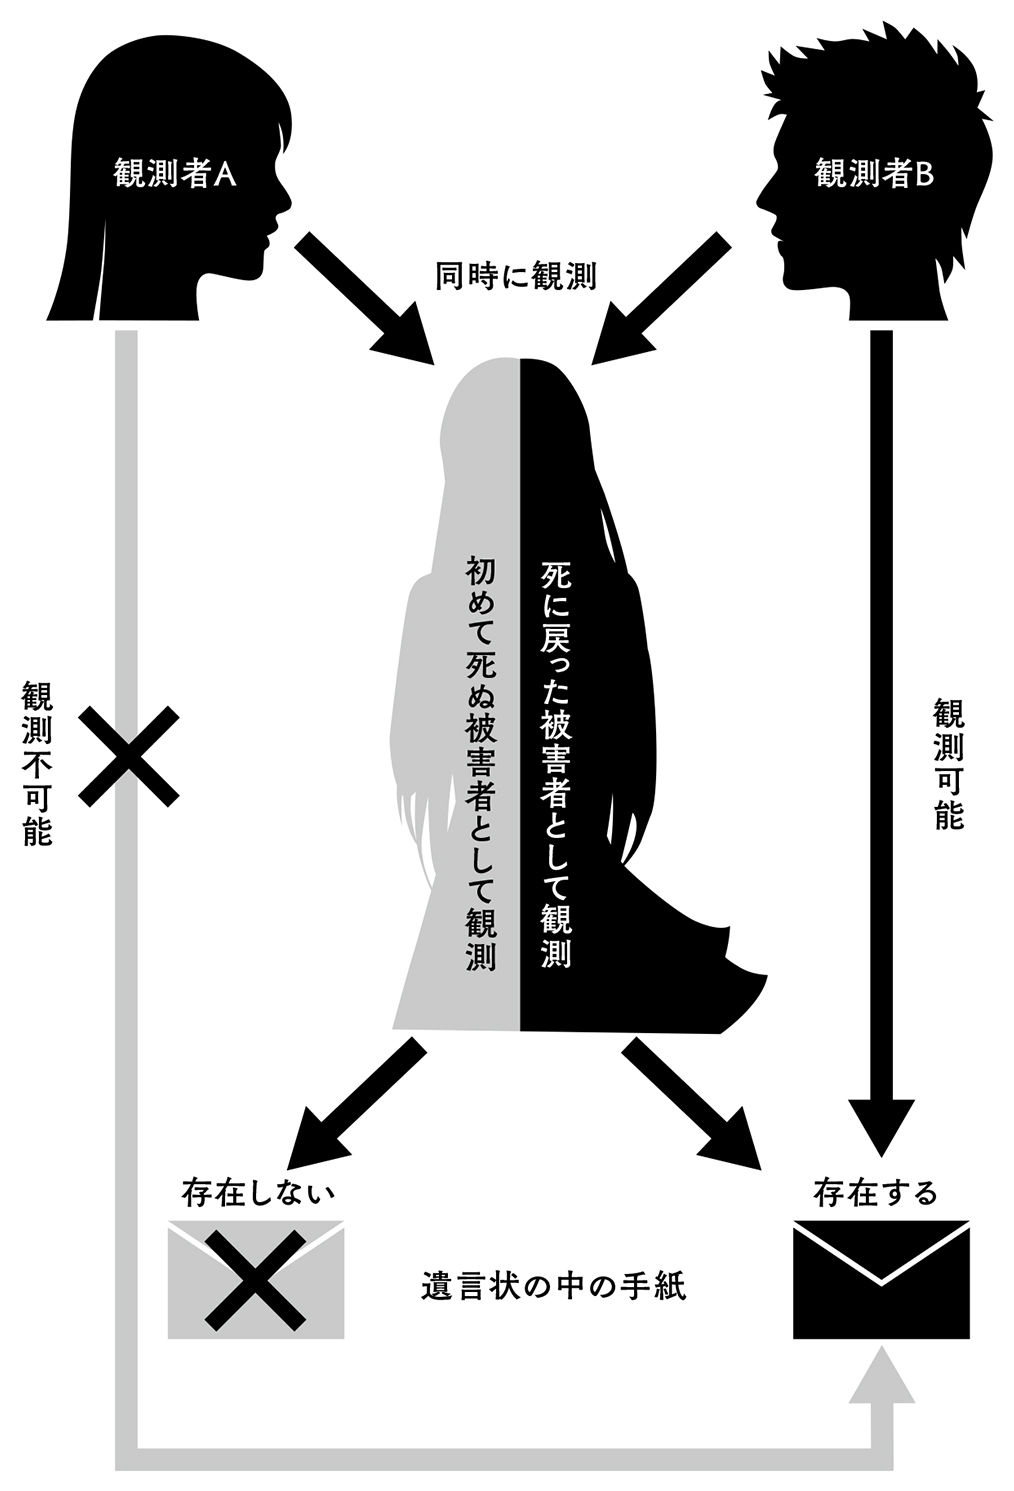 観測者A
観測者B
同時に観測
初めて死ぬ被害者として観測
死に戻った被害者として観測
観測不可能
観測可能
存在しない
存在する
遺言状の中の手紙